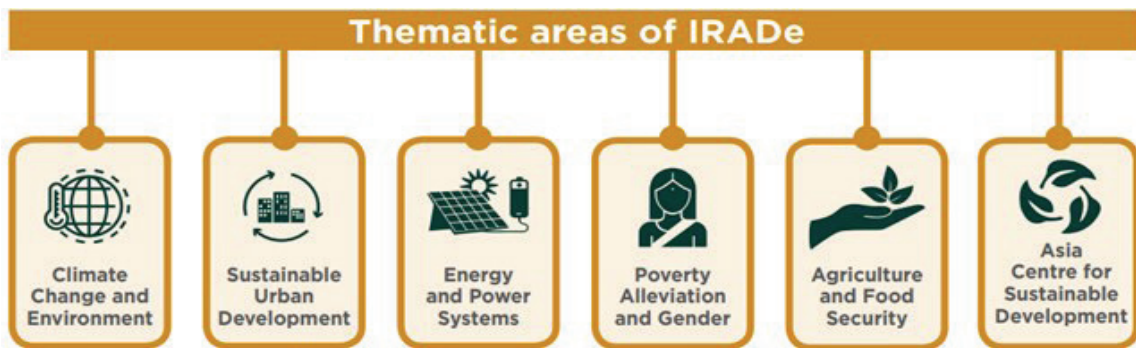 Thematic areas of IRADe
Climate
Change and
Environment
Sustainable
Urban
Development
Energy
and Power
Systems
Poverty
Alleviation
and Gender
Agriculture
and Food
Security
Asia
Centre for
Sustainable
Development